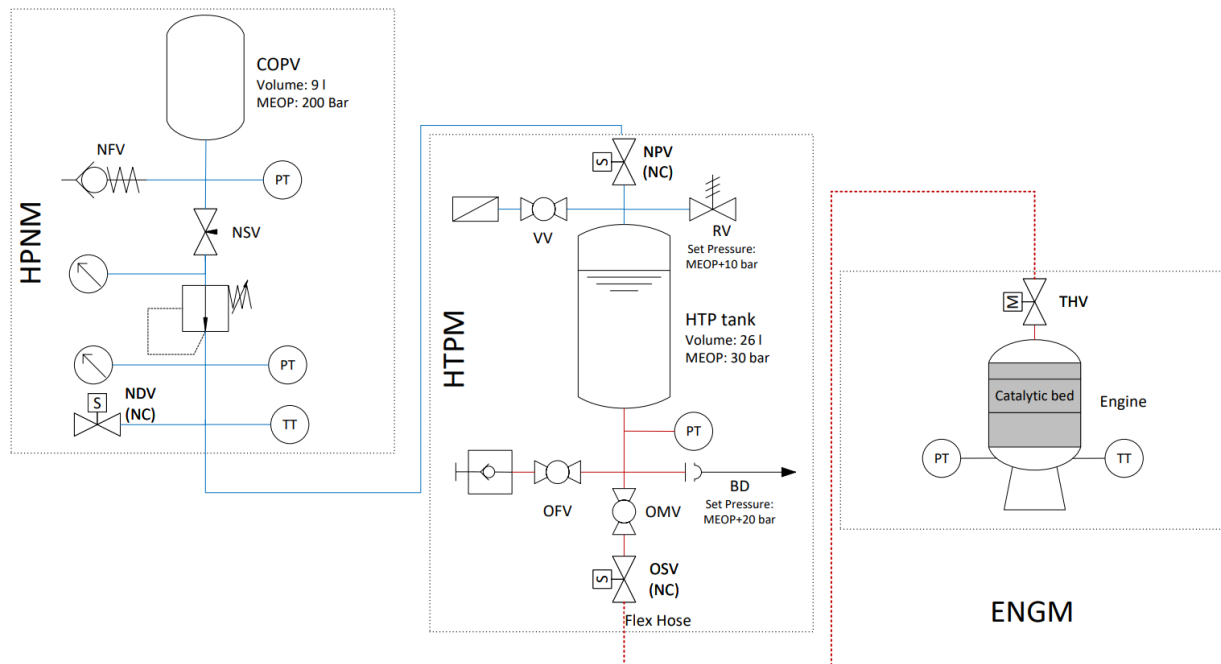 HPNM
COPV
Volume: 9 l
MEOP: 200 Bar
NFV
PT
NSV
PT
NDV
(NC)
S
TT
HTPM
NPV
(NC)
S
VV
RV
Set Pressure:
MEOP+10 bar
HTP tank
Volume: 26 l
MEOP: 30 bar
PT
OFV
OMV
BD
Set Pressure:
MEOP+20 bar
OSV
(NC)
S
Flex Hose
THV
M
Catalytic bed
Engine
PT
TT
ENGM